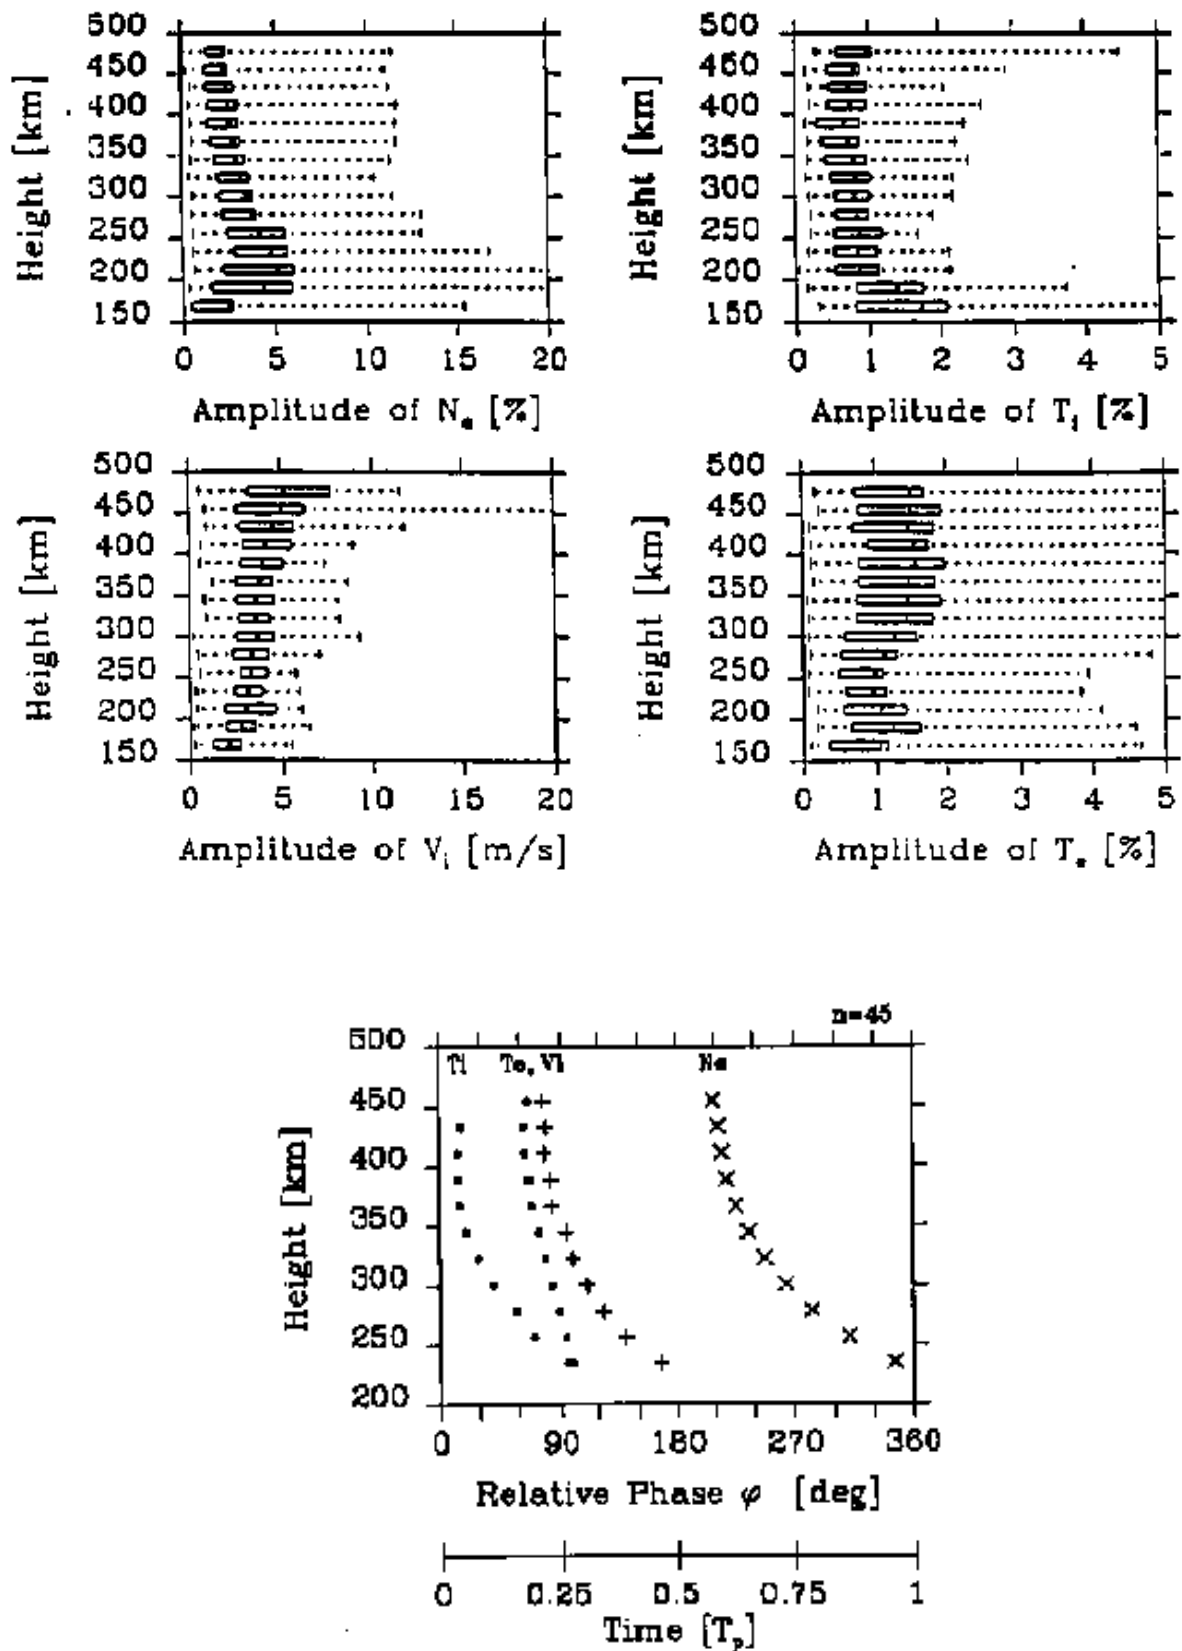 500
450
400
350
300
250
200
150
Height [km]
0 5 10 15 20
Amplitude of Ne [%]
500
450
400
350
300
250
200
150
Height [km]
0 1 2 3 4 5
Amplitude of Ti [%]
500
450
400
350
300
250
200
150
Height [km]
0 5 10 15 20
Amplitude of Vi [m/s]
500
450
400
350
300
250
200
150
Height [km]
0 1 2 3 4 5
Amplitude of Te [%]
n=45
Ti Te, Vi Ne
500
450
400
350
300
250
200
Height [km]
0 90 180 270 360
Relative Phase φ [deg]
0 0.25 0.5 0.75 1
Time [Tp]